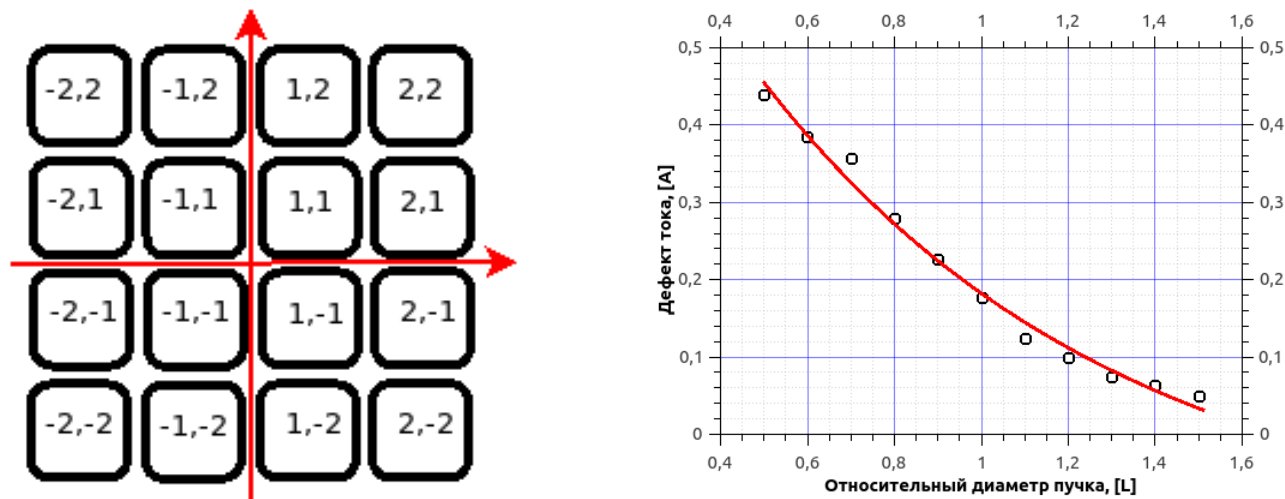 -2,2 -1,2 1,2 2,2
-2,1 -1,1 1,1 2,1
-2,-1 -1,-1 1,-1 2,-1
-2,-2 -1,-2 1,-2 2,-2
0,4 0,6 0,8 1 1,2 1,4 1,6
0,5 0,5
0,4 0,4
0,3 0,3
0,2 0,2
0,1 0,1
0 0
Дефект тока, [A]
0,4 0,6 0,8 1 1,2 1,4 1,6
Относительный диаметр пучка, [L]